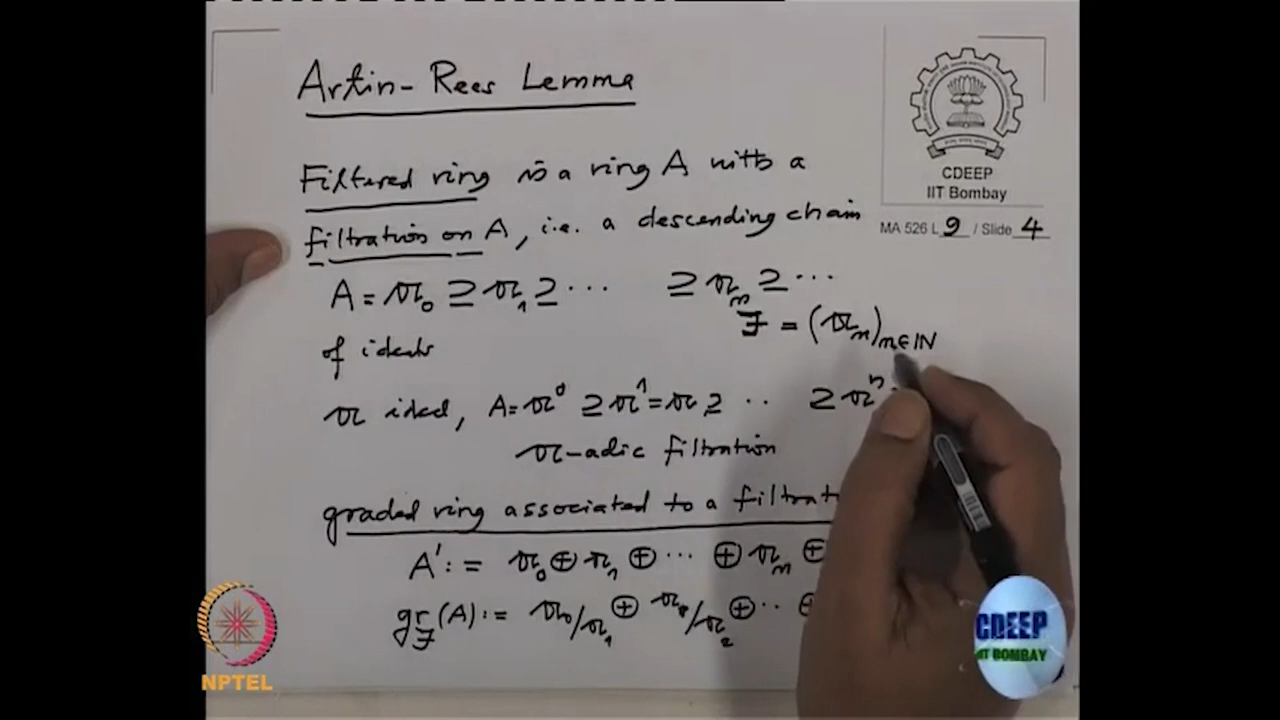 Artin-Rees Lemma
CDEEP
IIT Bombay
MA 526 L 9 / Slide 4
Filtered ring is a ring A with a
filtration on A, i.e. a descending chain
A = 𝔞₀ ⊇ 𝔞₁ ⊇ ··· ⊇ 𝔞ₙ ⊇ ···
F = (𝔞ₙ)ₙ∈ℕ
of ideals
𝔞 ideal, A = 𝔞⁰ ⊇ 𝔞¹ = 𝔞 ⊇ ·· ⊇ 𝔞ⁿ
𝔞-adic filtration
graded ring associated to a
A' := 𝔞₀ ⊕ 𝔞₁ ⊕ ··· ⊕ 𝔞ₙ ⊕
gr_F(A) := 𝔞₀/𝔞₁ ⊕ 𝔞₁/𝔞₂ ⊕ ·· ⊕
NPTEL
CDEEP
IIT BOMBAY